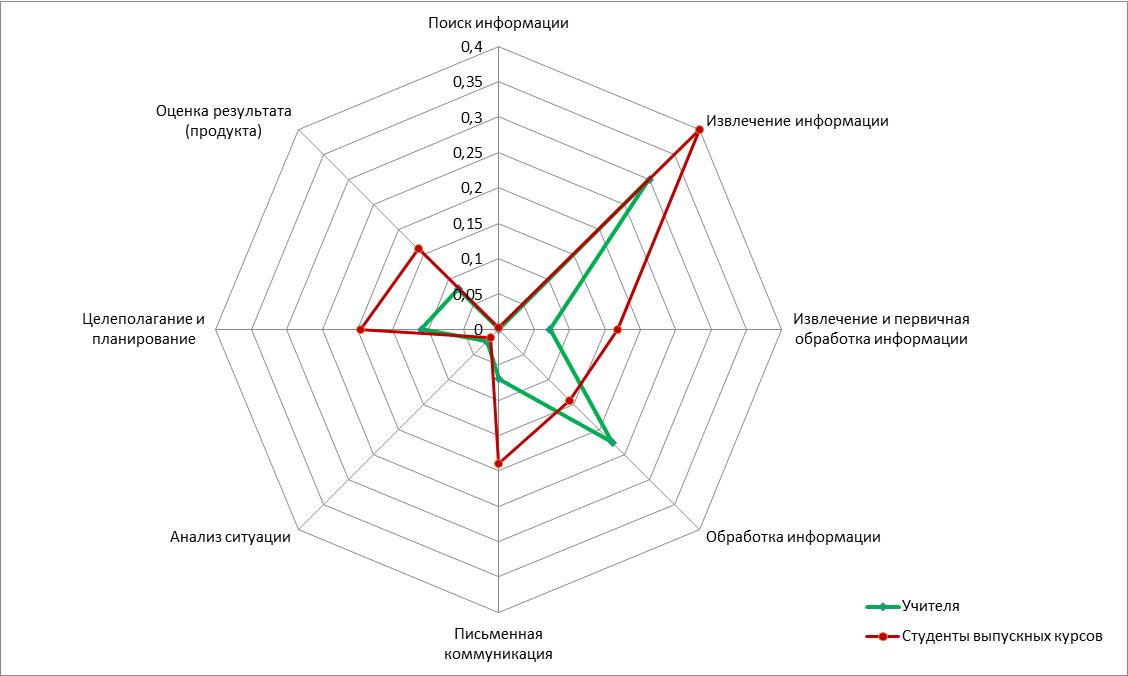 Поиск информации
0,4
0,35
0,3
0,25
0,2
0,15
0,1
0,05
0
Оценка результата
(продукта)
Извлечение информации
Целеполагание и
планирование
Извлечение и первичная
обработка информации
Анализ ситуации
Обработка информации
Письменная
коммуникация
Учителя
Студенты выпускных курсов